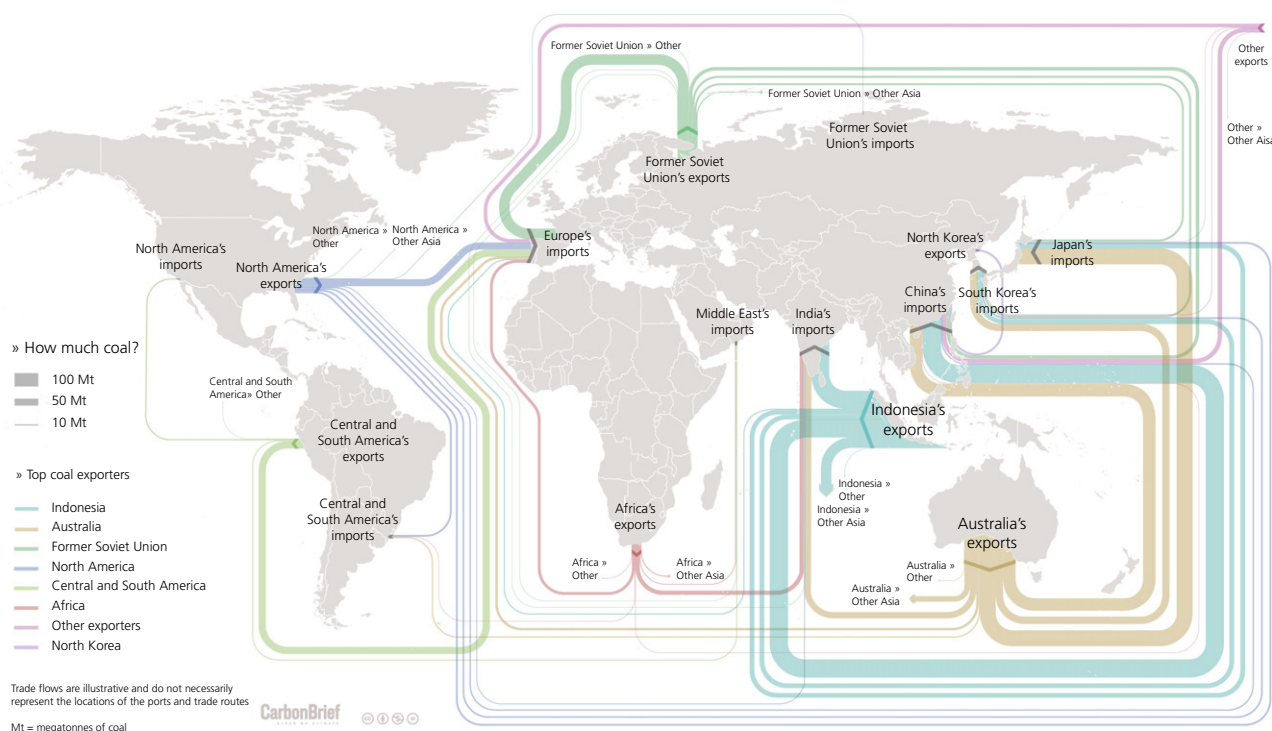 Former Soviet Union » Other
Other
exports
Former Soviet Union » Other Asia
Former Soviet
Union’s imports
Other »
Other Aisa
Former Soviet
Union’s exports
North America »
Other
North America »
Other Asia
North America’s
imports
North America’s
exports
Europe’s
imports
North Korea’s
exports
Japan’s
imports
China’s
imports
South Korea’s
imports
Middle East’s
imports
India’s
imports
» How much coal?
100 Mt
50 Mt
10 Mt
Central and South
America» Other
Central and
South America’s
exports
Indonesia’s
exports
» Top coal exporters
Indonesia
Australia
Former Soviet Union
North America
Central and South America
Africa
Other exporters
North Korea
Central and
South America’s
imports
Africa’s
exports
Indonesia »
Other
Indonesia »
Other Asia
Australia’s
exports
Africa »
Other
Africa »
Other Asia
Australia »
Other
Australia »
Other Asia
Trade flows are illustrative and do not necessarily
represent the locations of the ports and trade routes
Mt = megatonnes of coal
CarbonBrief
CLEAR ON CLIMATE